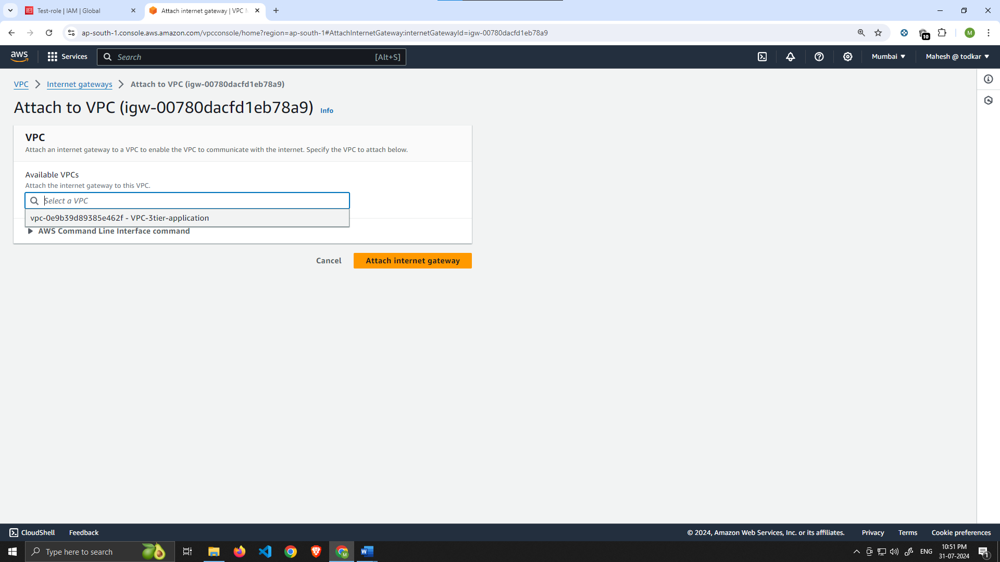 Test-role | IAM | Global
Attach internet gateway | VPC M
ap-south-1.console.aws.amazon.com/vpcconsole/home?region=ap-south-1#AttachInternetGateway:internetGatewayId=igw-00780dacfd1eb78a9
10
M
aws
Services
Search
[Alt+S]
Mumbai
Mahesh @ todkar
VPC
Internet gateways
Attach to VPC (igw-00780dacfd1eb78a9)
Attach to VPC (igw-00780dacfd1eb78a9)
Info
VPC
Attach an internet gateway to a VPC to enable the VPC to communicate with the internet. Specify the VPC to attach below.
Available VPCs
Attach the internet gateway to this VPC.
Select a VPC
vpc-0e9b39d89385e462f - VPC-3tier-application
AWS Command Line Interface command
Cancel
Attach internet gateway
CloudShell
Feedback
© 2024, Amazon Web Services, Inc. or its affiliates.
Privacy
Terms
Cookie preferences
Type here to search
M
W
ENG
10:51 PM
31-07-2024
1